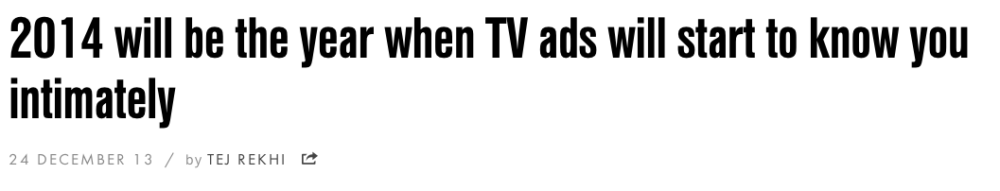 2014 will be the year when TV ads will start to know you
intimately
24 DECEMBER 13 / by TEJ REKHI